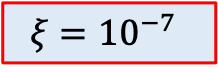 ξ = 10⁻⁷